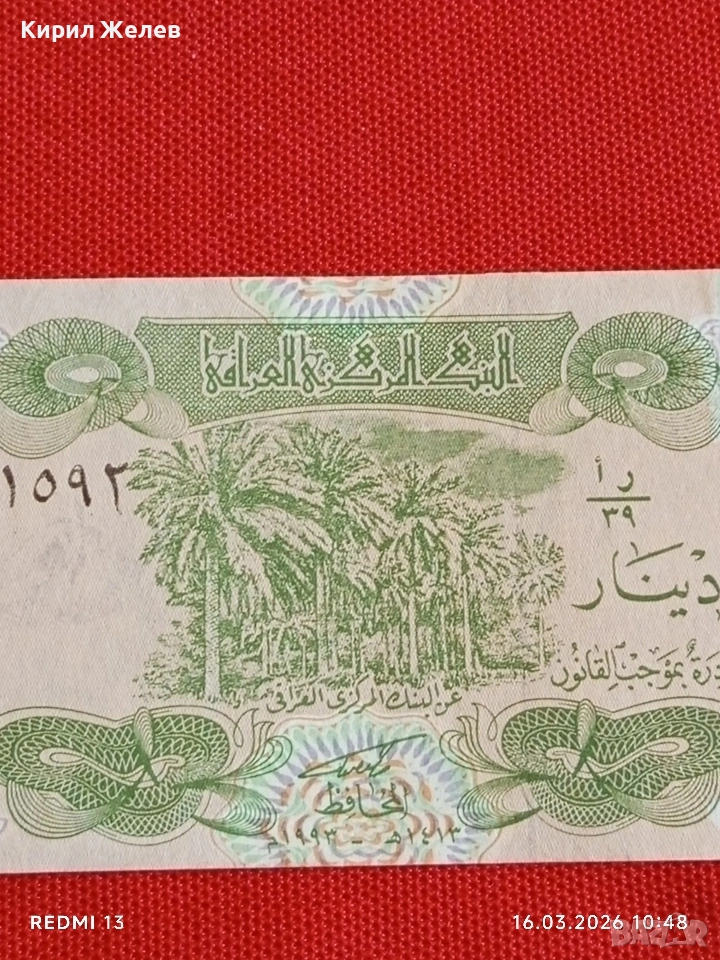 Кирил Желев
البنك المركزي العراقي
١٥٩٢
ر أ
٣٩
دينار
بموجب القانون
عن البنك المركزي العراقي
المحافظ
١٤١٣هـ - ١٩٩٣م
REDMI 13
16.03.2026 10:48